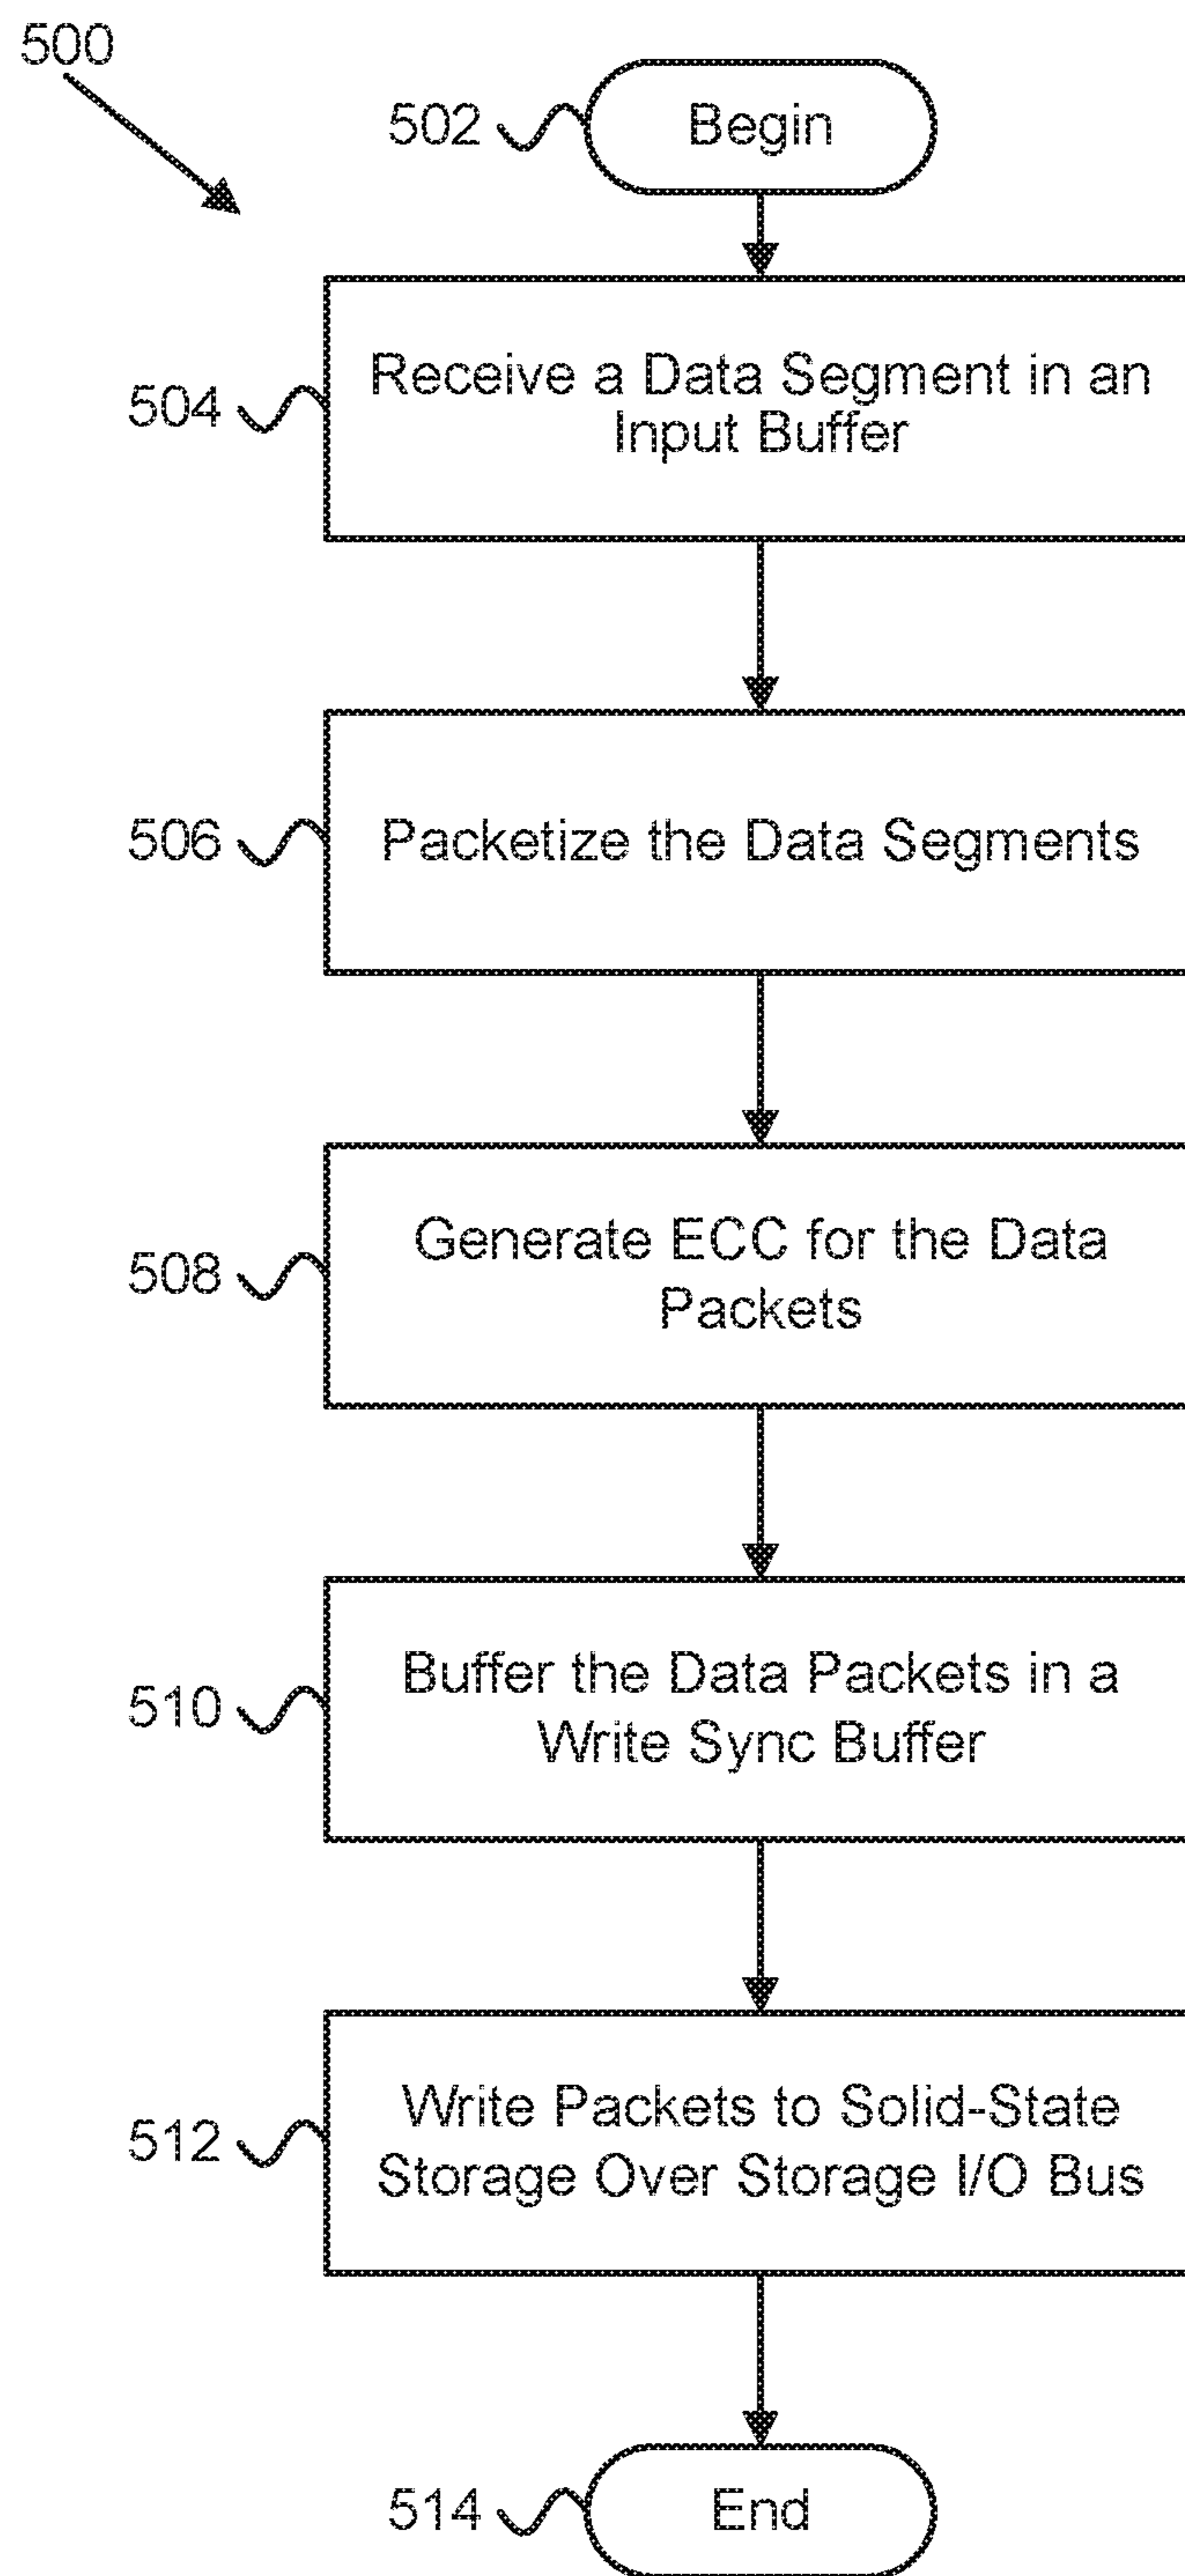 500
502
Begin
504
Receive a Data Segment in an
Input Buffer
506
Packetize the Data Segments
508
Generate ECC for the Data
Packets
510
Buffer the Data Packets in a
Write Sync Buffer
512
Write Packets to Solid-State
Storage Over Storage I/O Bus
514
End